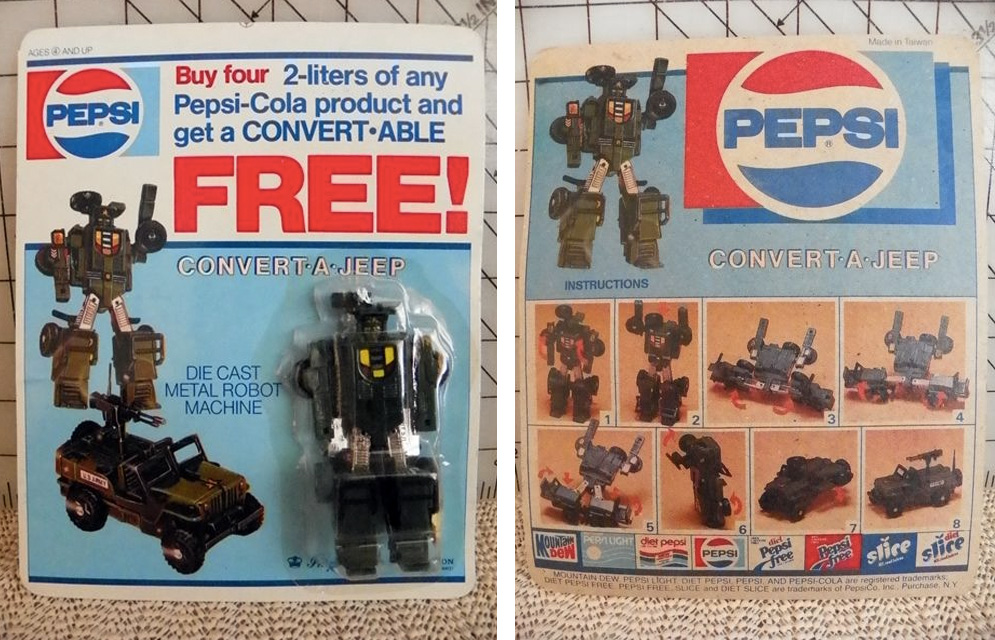 AGES ④ AND UP
PEPSI
®
Buy four 2-liters of any
Pepsi-Cola product and
get a CONVERT•ABLE
FREE!
CONVERT•A•JEEP
DIE CAST
METAL ROBOT
MACHINE
U.S. ARMY
Made in Taiwan
PEPSI
®
CONVERT•A•JEEP
INSTRUCTIONS
1
2
3
4
5
6
7
8
MOUNTAIN DEW
PEPSI LIGHT
diet pepsi
PEPSI
diet Pepsi free
Pepsi free
slice
diet slice
MOUNTAIN DEW, PEPSI LIGHT, DIET PEPSI, PEPSI, AND PEPSI-COLA are registered trademarks;
DIET PEPSI FREE, PEPSI FREE, SLICE and DIET SLICE are trademarks of PepsiCo, Inc., Purchase, N.Y.